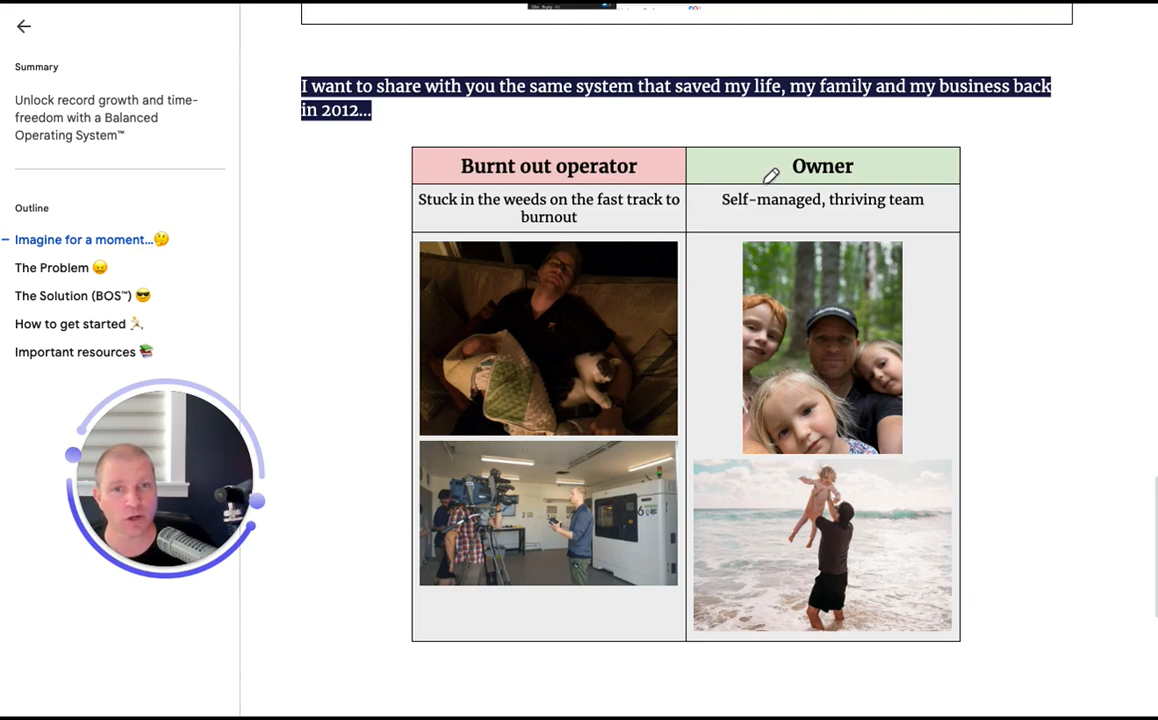 Summary
Unlock record growth and time-
freedom with a Balanced
Operating System™
Outline
Imagine for a moment...🤔
The Problem 😠
The Solution (BOS™) 😎
How to get started 🏃
Important resources 📚
I want to share with you the same system that saved my life, my family and my business back
in 2012...
Burnt out operator
Owner
Stuck in the weeds on the fast track to
burnout
Self-managed, thriving team